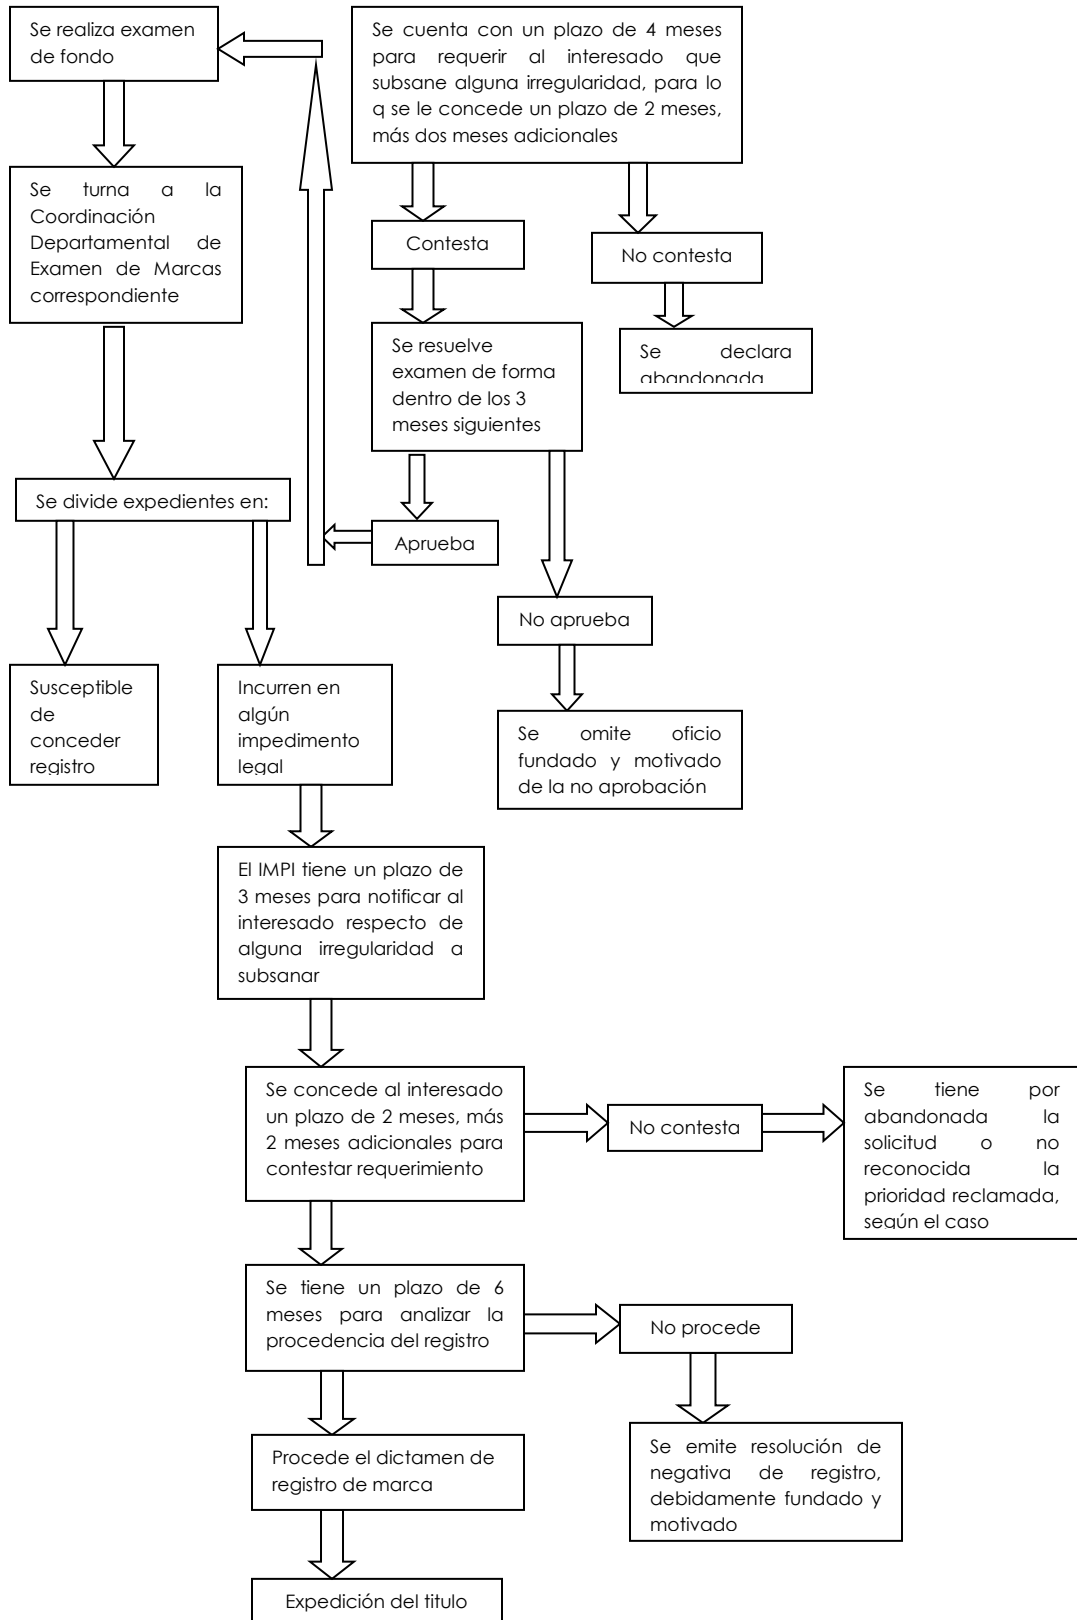 Se realiza examen
de fondo
Se cuenta con un plazo de 4 meses
para requerir al interesado que
subsane alguna irregularidad, para lo
q se le concede un plazo de 2 meses,
más dos meses adicionales
Se turna a la
Coordinación
Departamental de
Examen de Marcas
correspondiente
Contesta
No contesta
Se resuelve
examen de forma
dentro de los 3
meses siguientes
Se declara
abandonada
Se divide expedientes en:
Aprueba
No aprueba
Susceptible
de
conceder
registro
Incurren en
algún
impedimento
legal
Se omite oficio
fundado y motivado
de la no aprobación
El IMPI tiene un plazo de
3 meses para notificar al
interesado respecto de
alguna irregularidad a
subsanar
Se concede al interesado
un plazo de 2 meses, más
2 meses adicionales para
contestar requerimiento
No contesta
Se tiene por
abandonada la
solicitud o no
reconocida la
prioridad reclamada,
según el caso
Se tiene un plazo de 6
meses para analizar la
procedencia del registro
No procede
Procede el dictamen de
registro de marca
Se emite resolución de
negativa de registro,
debidamente fundado y
motivado
Expedición del titulo